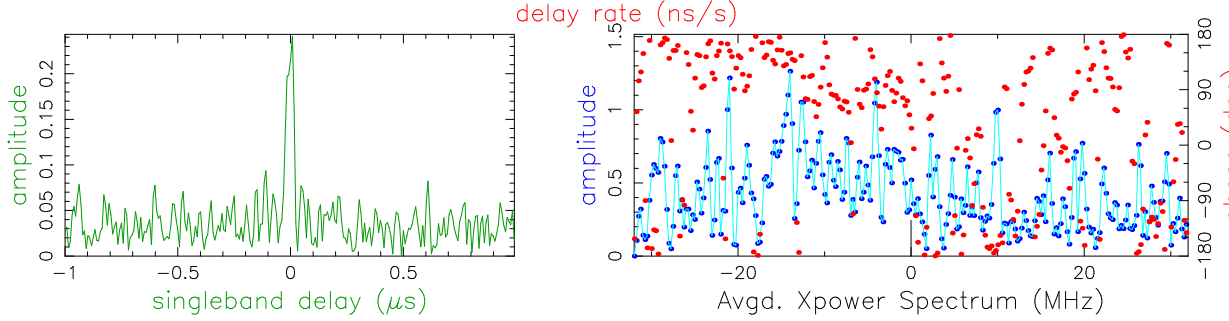 delay rate (ns/s)
amplitude
0 0.05 0.1 0.15 0.2
-1 -0.5 0 0.5
singleband delay (μs)
amplitude
0 0.5 1 1.5
-20 0 20
Avgd. Xpower Spectrum (MHz)
180 90 0 -90 -180
-